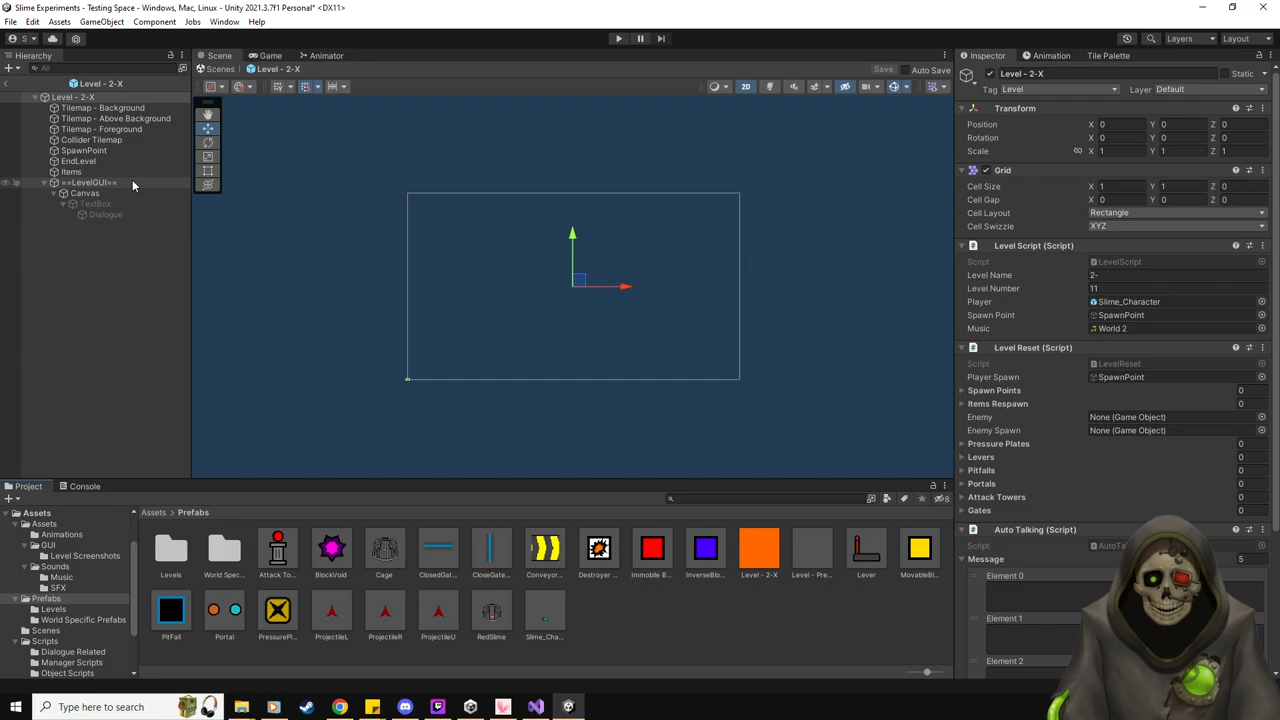 Slime Experiments - Testing Space - Windows, Mac, Linux - Unity 2021.3.7f1 Personal* <DX11>
File Edit Assets GameObject Component Jobs Window Help
S Layers Layout
Hierarchy Scene Game Animator Inspector Animation Tile Palette
All Scenes Level - 2-X Save Auto Save Level - 2-X Static
Level - 2-X 2D Tag Level Layer Default
Level - 2-X
Tilemap - Background
Tilemap - Above Background
Tilemap - Foreground
Collider Tilemap
SpawnPoint
EndLevel
Items
==LevelGUI==
Canvas
TextBox
Dialogue
Transform
Position X 0 Y 0 Z 0
Rotation X 0 Y 0 Z 0
Scale X 1 Y 1 Z 1
Grid
Cell Size X 1 Y 1 Z 0
Cell Gap X 0 Y 0 Z 0
Cell Layout Rectangle
Cell Swizzle XYZ
Level Script (Script)
Script LevelScript
Level Name 2-
Level Number 11
Player Slime_Character
Spawn Point SpawnPoint
Music World 2
Level Reset (Script)
Script LevelReset
Player Spawn SpawnPoint
Spawn Points 0
Items Respawn 0
Enemy None (Game Object)
Enemy Spawn None (Game Object)
Pressure Plates 0
Levers 0
Pitfalls 0
Portals 0
Attack Towers 0
Gates 0
Auto Talking (Script)
Script AutoTal
Message 5
Element 0
Element 1
Element 2
Project Console
8
Assets
Assets
Animations
GUI
Level Screenshots
Sounds
Music
SFX
Prefabs
Levels
World Specific Prefabs
Scenes
Scripts
Dialogue Related
Manager Scripts
Object Scripts
Assets > Prefabs
Levels World Spec... Attack To... BlockVoid Cage ClosedGat... CloseGate... Conveyor... Destroyer ... Immobile B... InverseBlo... Level - 2-X Level - Pre... Lever MovableBl...
PitFall Portal PressurePl... ProjectileL ProjectileR ProjectileU RedSlime Slime_Cha...
Type here to search